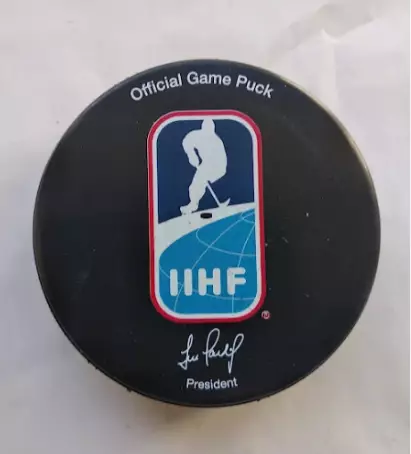 Official Game Puck
IIHF
®
President